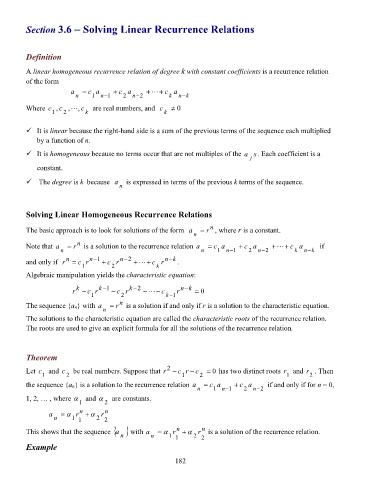 Section 3.6 – Solving Linear Recurrence Relations
Definition
A linear homogeneous recurrence relation of degree k with constant coefficients is a recurrence relation
of the form
a_n = c_1 a_{n−1} + c_2 a_{n−2} + ⋯ + c_k a_{n−k}
Where c_1, c_2, ⋯, c_k are real numbers, and c_k ≠ 0
✓ It is linear because the right-hand side is a sum of the previous terms of the sequence each multiplied
by a function of n.
✓ It is homogeneous because no terms occur that are not multiples of the a_j s. Each coefficient is a
constant.
✓ The degree is k because a_n is expressed in terms of the previous k terms of the sequence.
Solving Linear Homogeneous Recurrence Relations
The basic approach is to look for solutions of the form a_n = r^n, where r is a constant.
Note that a_n = r^n is a solution to the recurrence relation a_n = c_1 a_{n−1} + c_2 a_{n−2} + ⋯ + c_k a_{n−k} if
and only if r^n = c_1 r^{n−1} + c_2 r^{n−2} + ⋯ + c_k r^{n−k}.
Algebraic manipulation yields the characteristic equation:
r^k − c_1 r^{k−1} − c_2 r^{k−2} − ⋯ − c_{k−1} r^{n−k} = 0
The sequence {a_n} with a_n = r^n is a solution if and only if r is a solution to the characteristic equation.
The solutions to the characteristic equation are called the characteristic roots of the recurrence relation.
The roots are used to give an explicit formula for all the solutions of the recurrence relation.
Theorem
Let c_1 and c_2 be real numbers. Suppose that r^2 − c_1 r − c_2 = 0 has two distinct roots r_1 and r_2. Then
the sequence {a_n} is a solution to the recurrence relation a_n = c_1 a_{n−1} + c_2 a_{n−2} if and only if for n = 0,
1, 2, … , where α_1 and α_2 are constants.
a_n = α_1 r_1^n + α_2 r_2^n
This shows that the sequence {a_n} with a_n = α_1 r_1^n + α_2 r_2^n is a solution of the recurrence relation.
Example
182